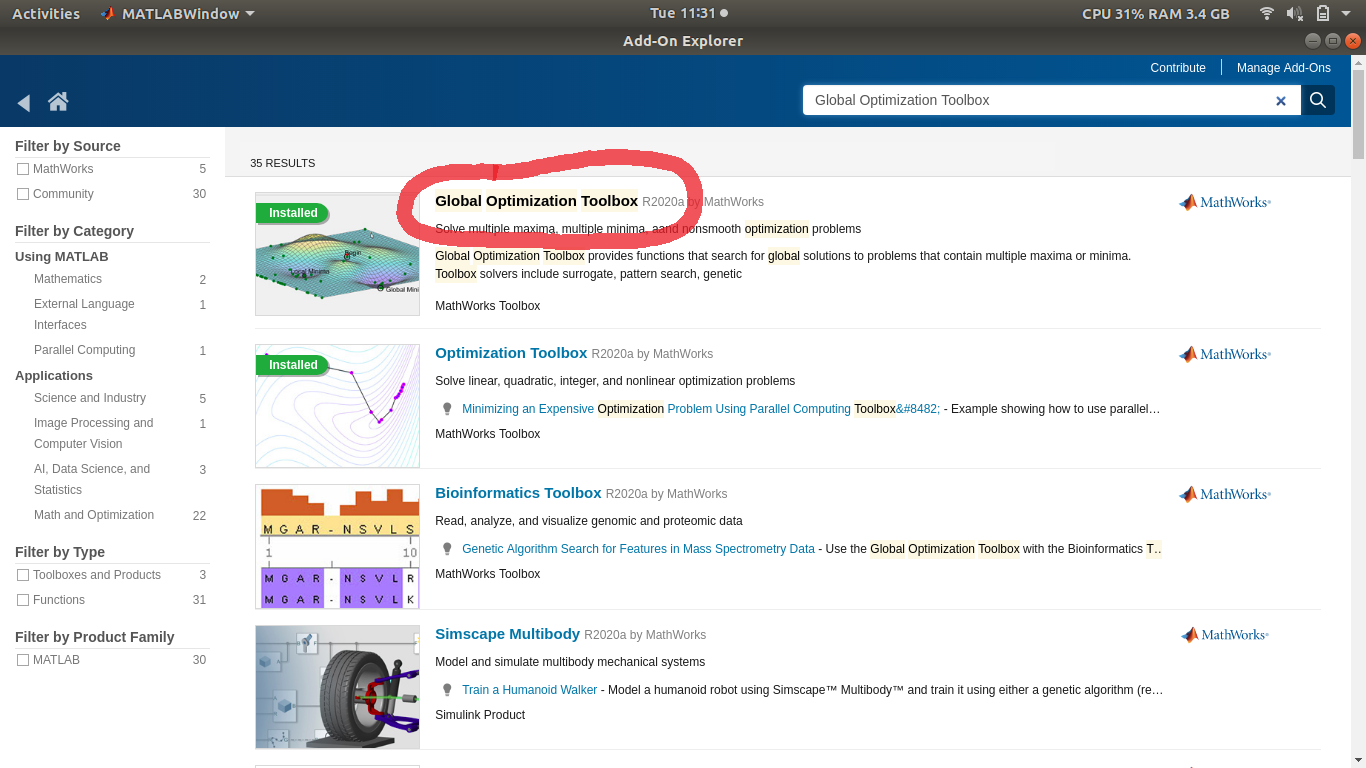 Activities MATLABWindow Tue 11:31 CPU 31% RAM 3.4 GB
Add-On Explorer
Contribute Manage Add-Ons
Global Optimization Toolbox
Filter by Source
MathWorks 5
Community 30
Filter by Category
Using MATLAB
Mathematics 2
External Language 1
Interfaces
Parallel Computing 1
Applications
Science and Industry 5
Image Processing and 1
Computer Vision
AI, Data Science, and 3
Statistics
Math and Optimization 22
Filter by Type
Toolboxes and Products 3
Functions 31
Filter by Product Family
MATLAB 30
35 RESULTS
Installed
Begin
Local Minima
Global Mini
Global Optimization Toolbox R2020a by MathWorks
MathWorks
Solve multiple maxima, multiple minima, aand nonsmooth optimization problems
Global Optimization Toolbox provides functions that search for global solutions to problems that contain multiple maxima or minima.
Toolbox solvers include surrogate, pattern search, genetic
MathWorks Toolbox
Installed
Optimization Toolbox R2020a by MathWorks
MathWorks
Solve linear, quadratic, integer, and nonlinear optimization problems
Minimizing an Expensive Optimization Problem Using Parallel Computing Toolbox&#8482; - Example showing how to use parallel…
MathWorks Toolbox
M G A R - N S V L S
1 10
M G A R - N S V L R
M G A R - N S V L K
Bioinformatics Toolbox R2020a by MathWorks
MathWorks
Read, analyze, and visualize genomic and proteomic data
Genetic Algorithm Search for Features in Mass Spectrometry Data - Use the Global Optimization Toolbox with the Bioinformatics T…
MathWorks Toolbox
Simscape Multibody R2020a by MathWorks
MathWorks
Model and simulate multibody mechanical systems
Train a Humanoid Walker - Model a humanoid robot using Simscape™ Multibody™ and train it using either a genetic algorithm (re…
Simulink Product